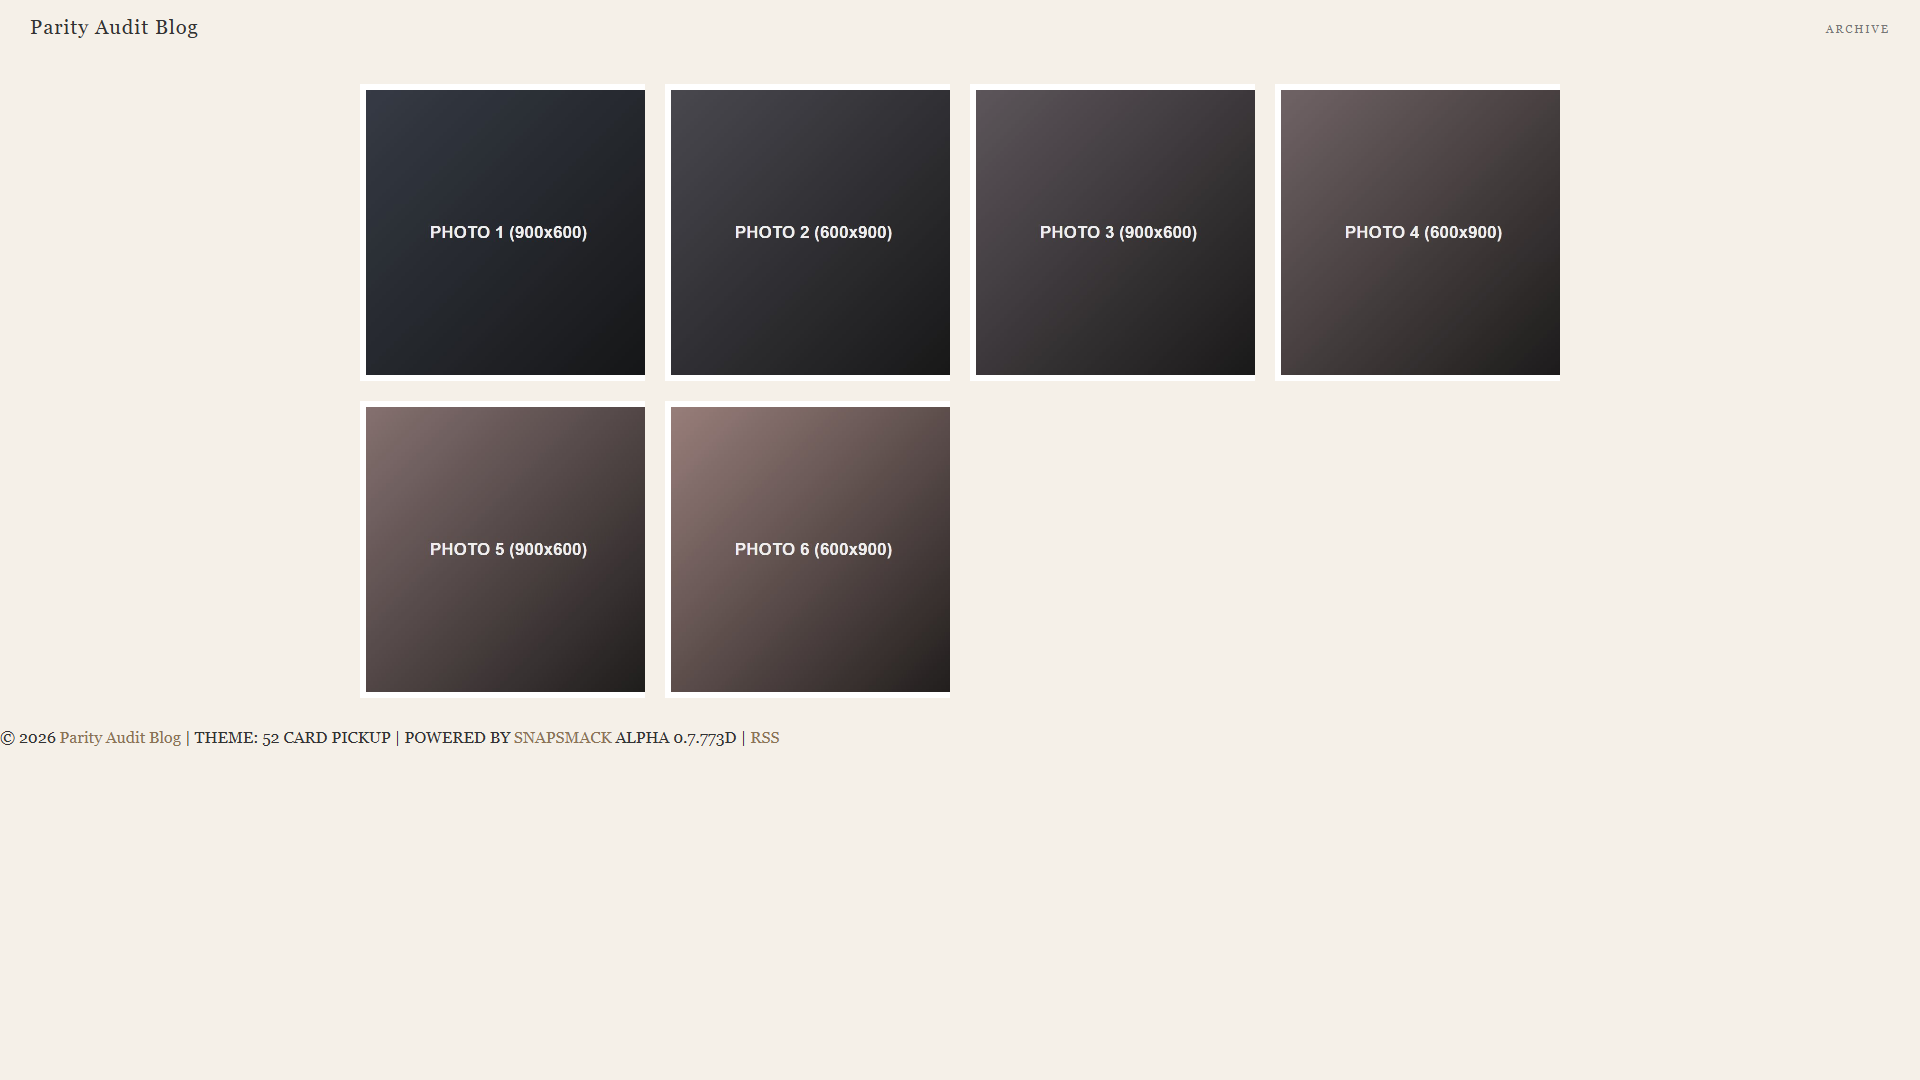 Parity Audit Blog
ARCHIVE
PHOTO 1 (900x600)
PHOTO 2 (600x900)
PHOTO 3 (900x600)
PHOTO 4 (600x900)
PHOTO 5 (900x600)
PHOTO 6 (600x900)
© 2026 Parity Audit Blog | THEME: 52 CARD PICKUP | POWERED BY SNAPSMACK ALPHA 0.7.773D | RSS